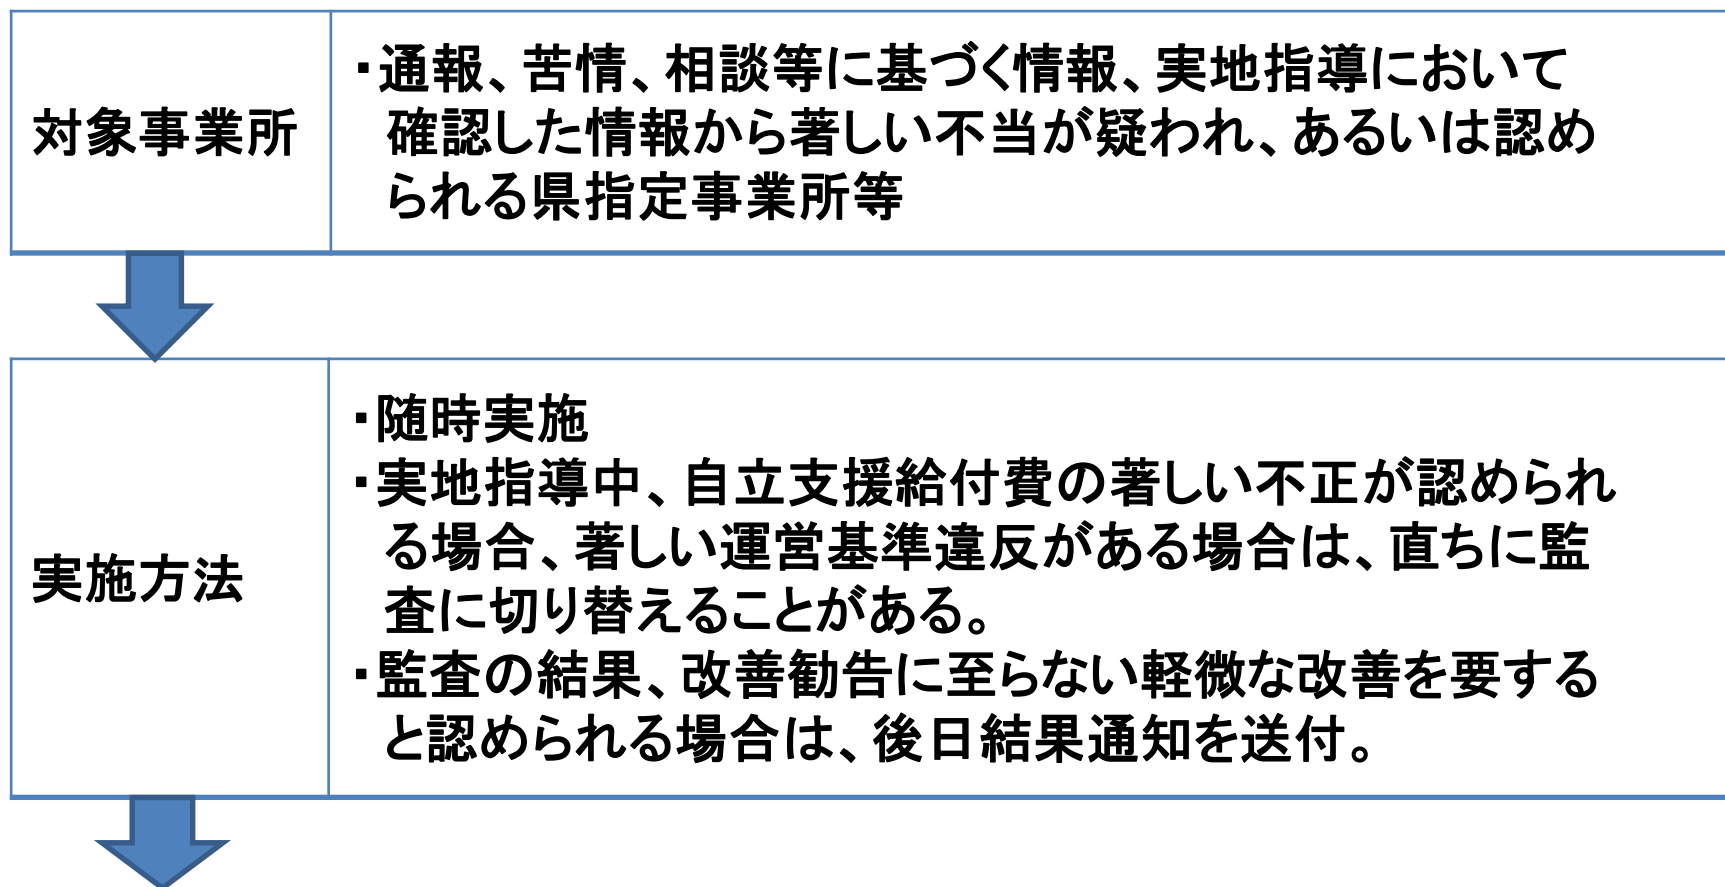 対象事業所
・通報、苦情、相談等に基づく情報、実地指導において
確認した情報から著しい不当が疑われ、あるいは認め
られる県指定事業所等
実施方法
・随時実施
・実地指導中、自立支援給付費の著しい不正が認められ
る場合、著しい運営基準違反がある場合は、直ちに監
査に切り替えることがある。
・監査の結果、改善勧告に至らない軽微な改善を要する
と認められる場合は、後日結果通知を送付。